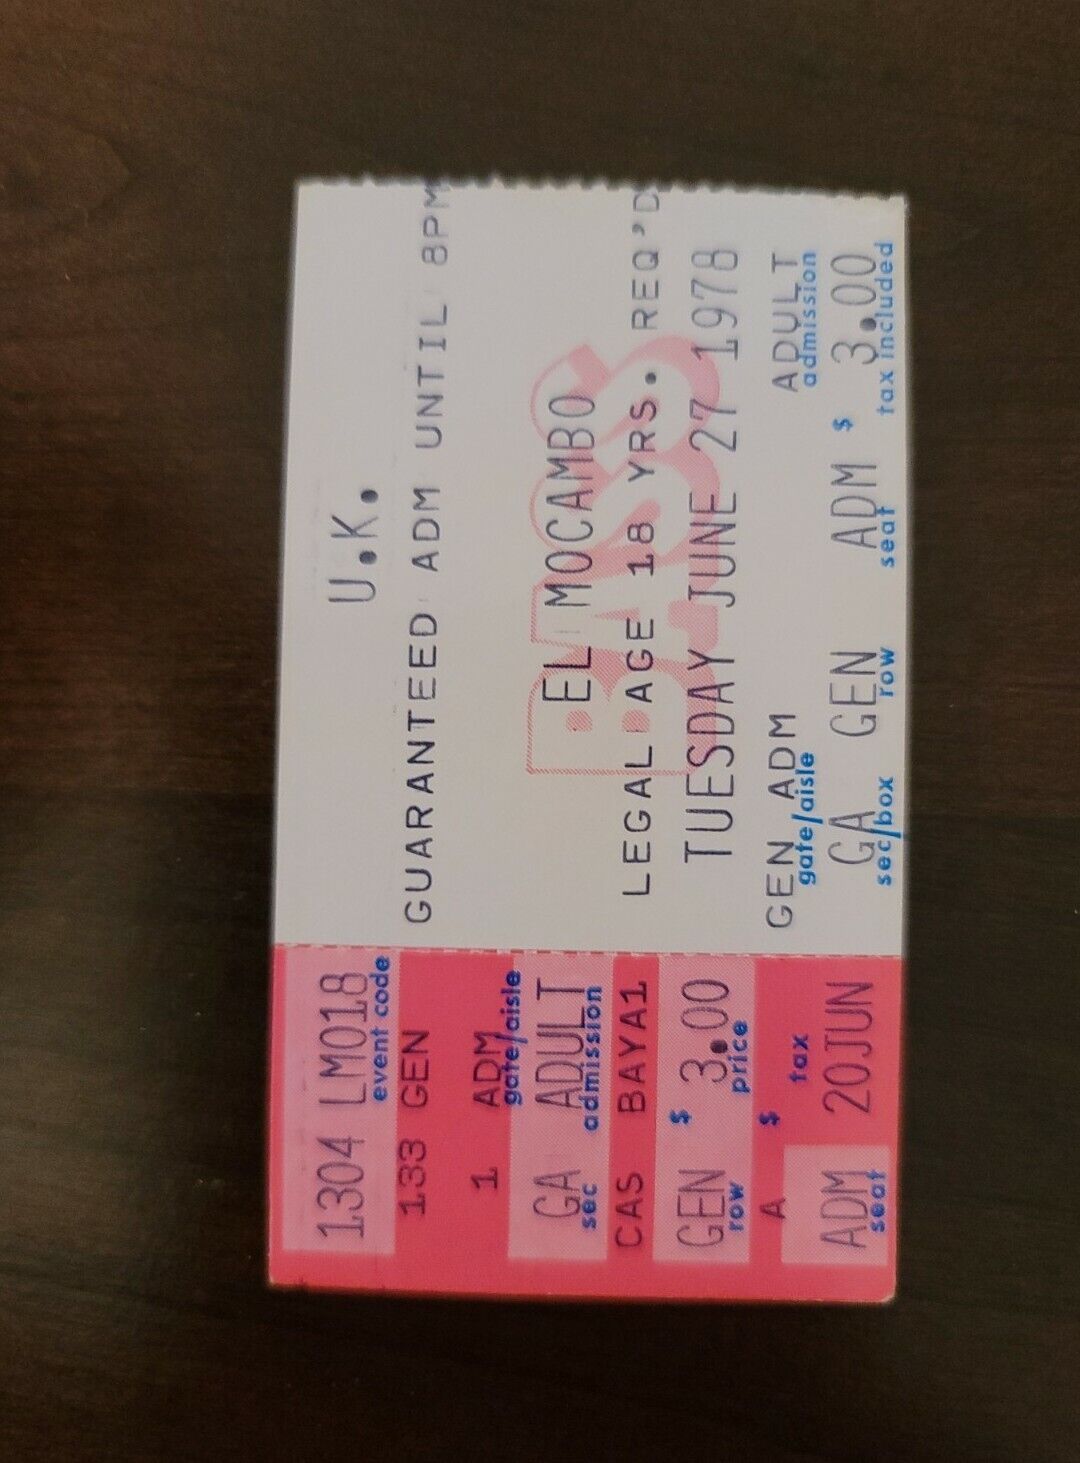 U.K.
GUARANTEED ADM UNTIL 8PM
EL MOCAMBO
BASS
LEGAL AGE 18 YRS. REQ'D
TUESDAY JUNE 27 1978
GEN ADM ADULT
gate/aisle admission
GA GEN ADM $ 3.00
sec/box row seat tax included
1304 LM018
event code
133 GEN
1 ADM
gate/aisle
GA ADULT
sec admission
CAS BAYA1
GEN $ 3.00
row price
A $ tax
ADM 20JUN
seat